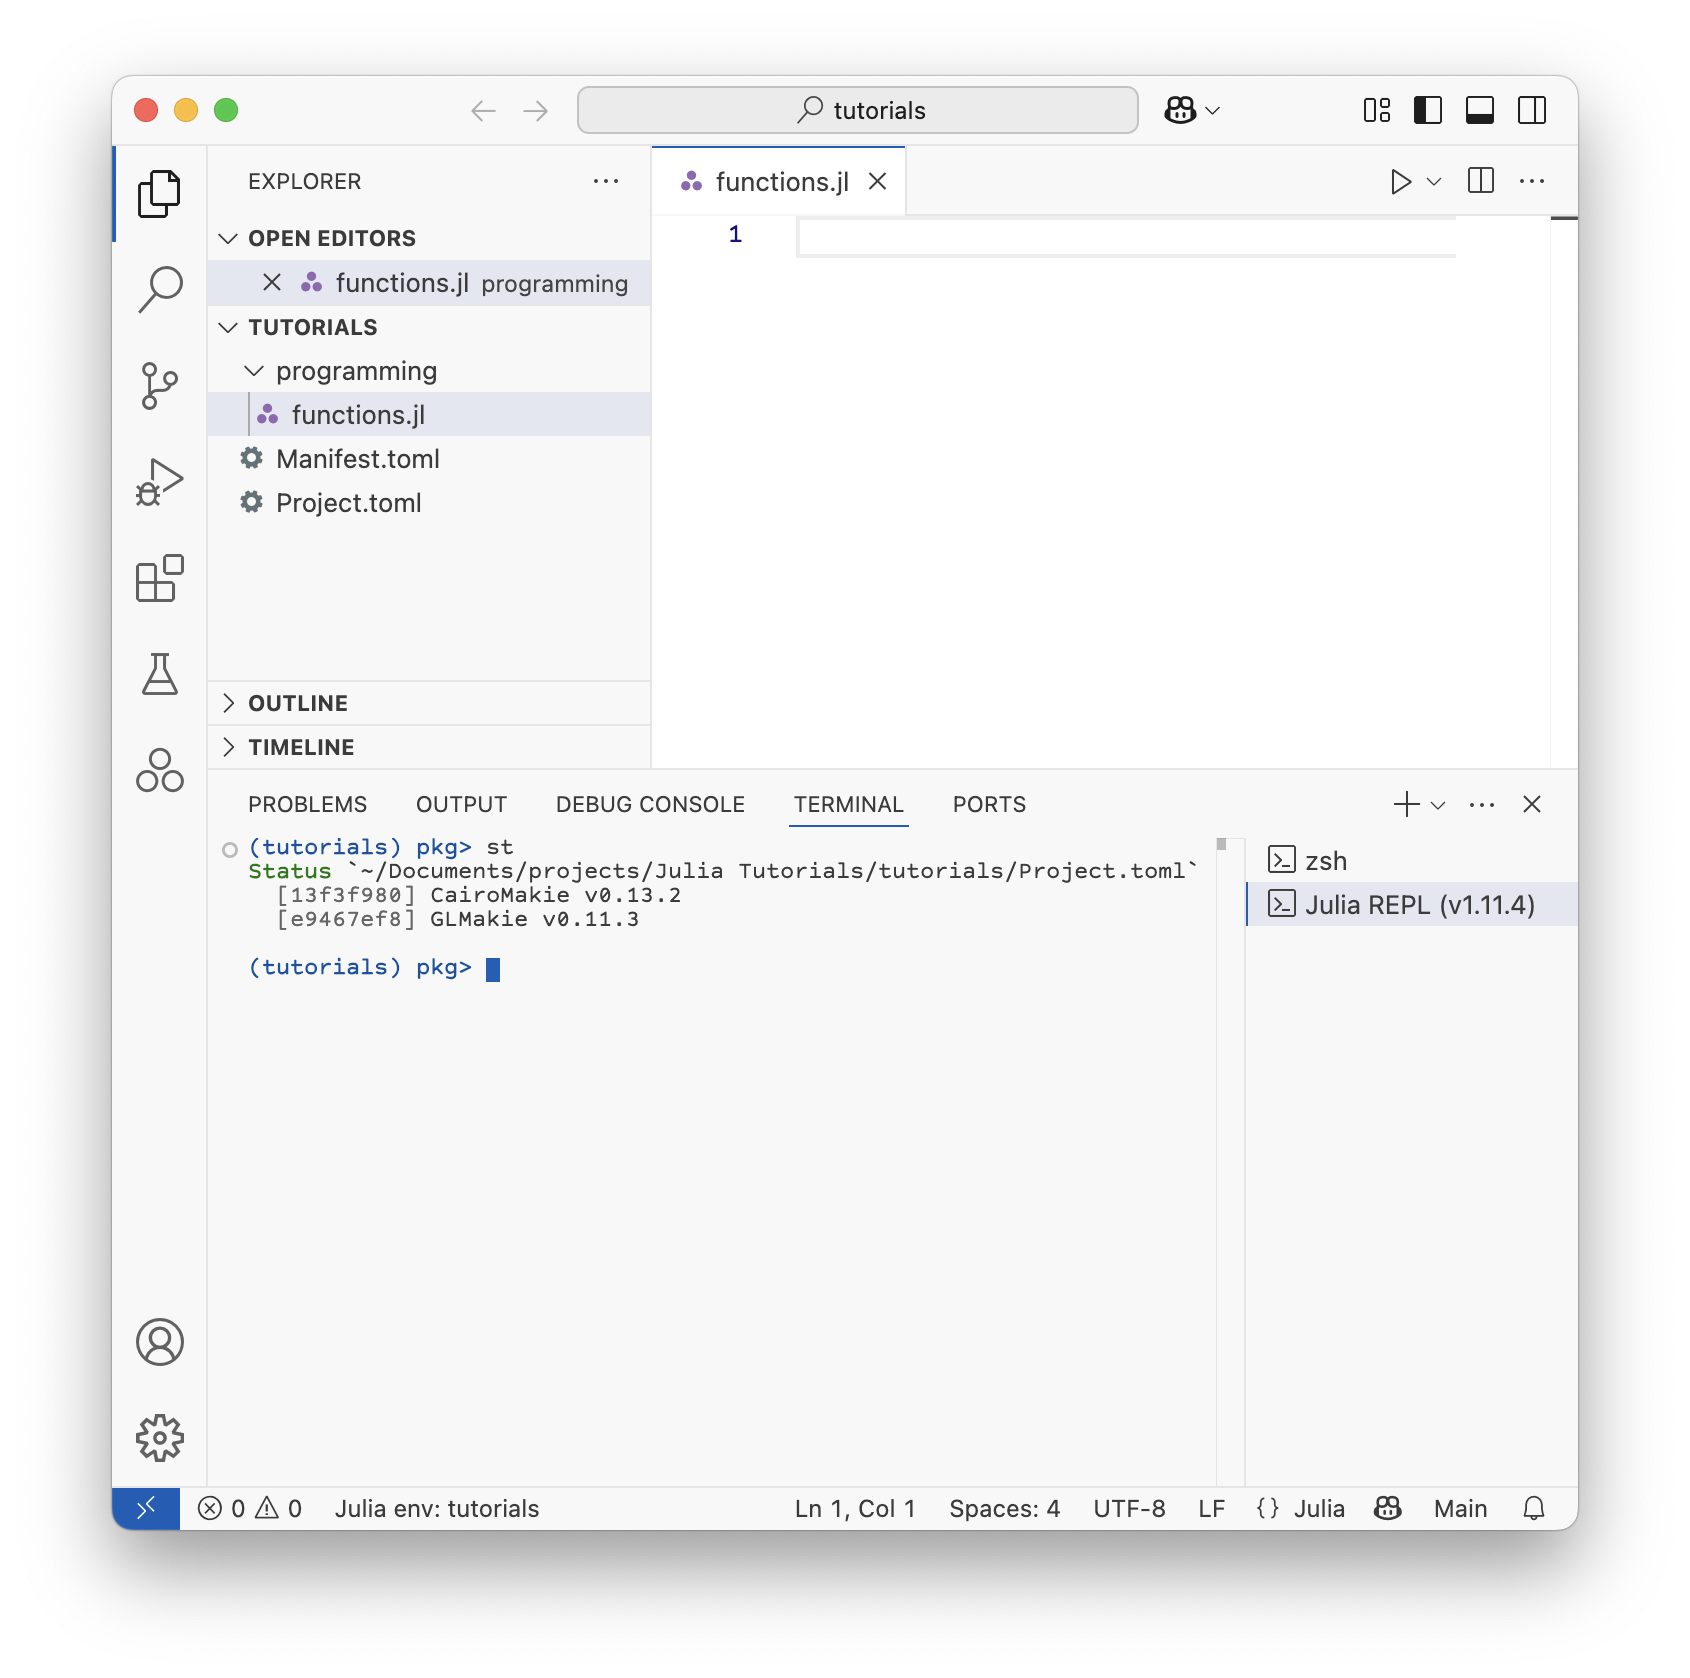 tutorials
EXPLORER
OPEN EDITORS
functions.jl programming
TUTORIALS
programming
functions.jl
Manifest.toml
Project.toml
OUTLINE
TIMELINE
functions.jl
1
PROBLEMS OUTPUT DEBUG CONSOLE TERMINAL PORTS
(tutorials) pkg> st
Status `~/Documents/projects/Julia Tutorials/tutorials/Project.toml`
[13f3f980] CairoMakie v0.13.2
[e9467ef8] GLMakie v0.11.3
(tutorials) pkg>
zsh
Julia REPL (v1.11.4)
0 0 Julia env: tutorials Ln 1, Col 1 Spaces: 4 UTF-8 LF {} Julia Main